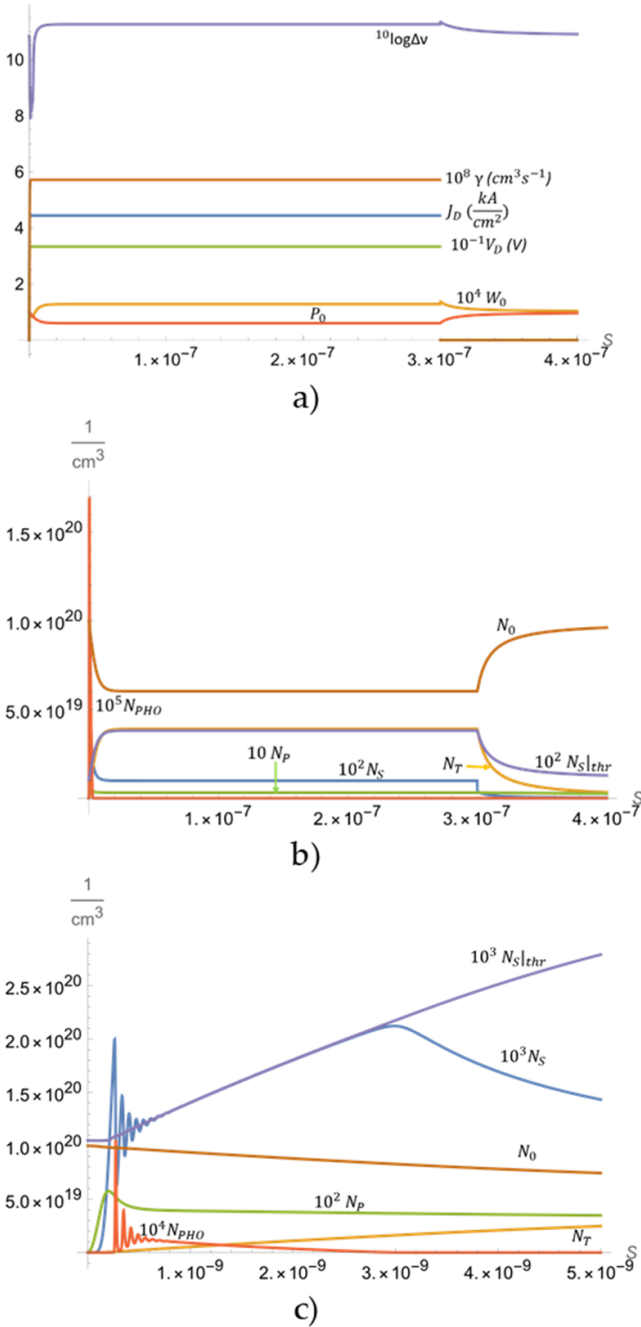 10
8
6
4
2
¹⁰logΔν
10⁸ γ (cm³s⁻¹)
J_D (kA/cm²)
10⁻¹V_D (V)
10⁴ W₀
P₀
1.×10⁻⁷
2.×10⁻⁷
3.×10⁻⁷
4.×10⁻⁷
S
a)
1/cm³
1.5×10²⁰
1.0×10²⁰
5.0×10¹⁹
N₀
10⁵N_PHO
10 N_P
10²N_S
N_T
10² N_S|thr
1.×10⁻⁷
2.×10⁻⁷
3.×10⁻⁷
4.×10⁻⁷
S
b)
1/cm³
2.5×10²⁰
2.0×10²⁰
1.5×10²⁰
1.0×10²⁰
5.0×10¹⁹
10³ N_S|thr
10³N_S
N₀
10² N_P
10⁴N_PHO
N_T
1.×10⁻⁹
2.×10⁻⁹
3.×10⁻⁹
4.×10⁻⁹
5.×10⁻⁹
S
c)